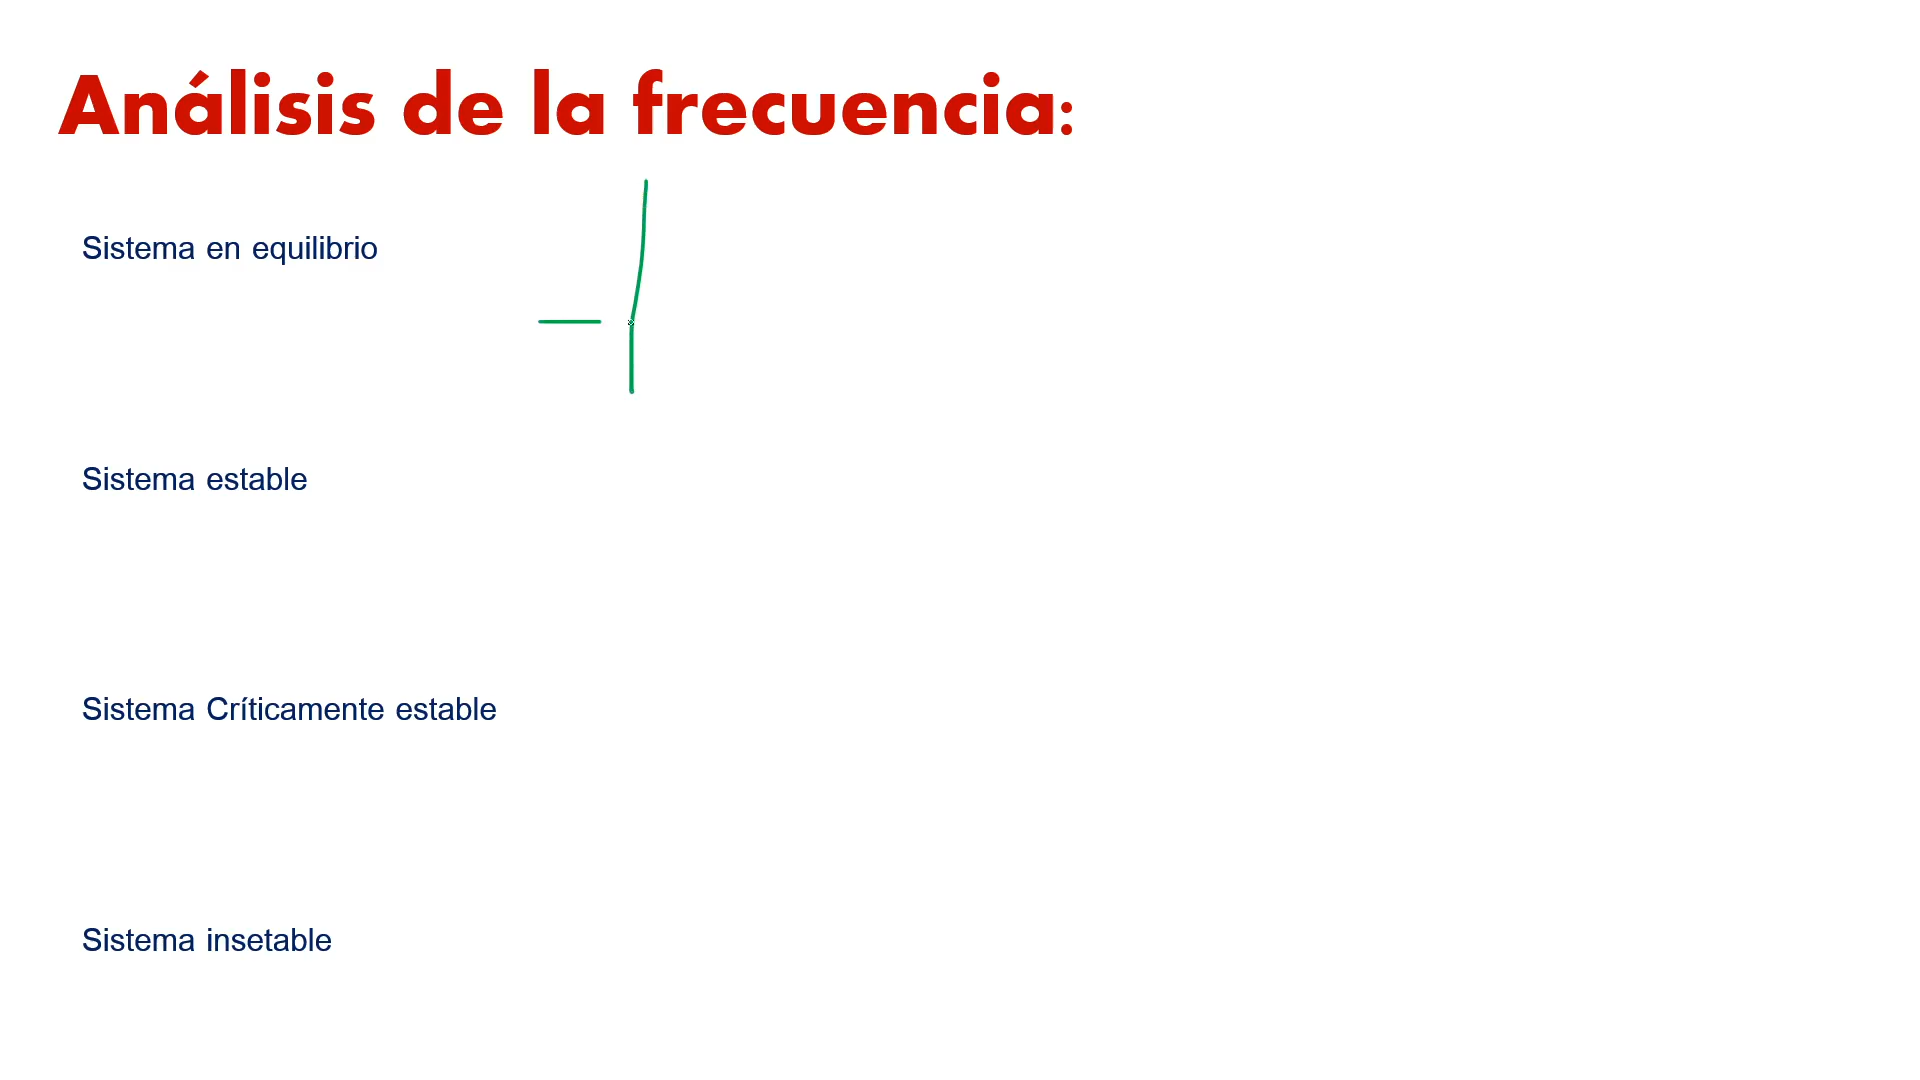 Análisis de la frecuencia:
Sistema en equilibrio
Sistema estable
Sistema Críticamente estable
Sistema insetable